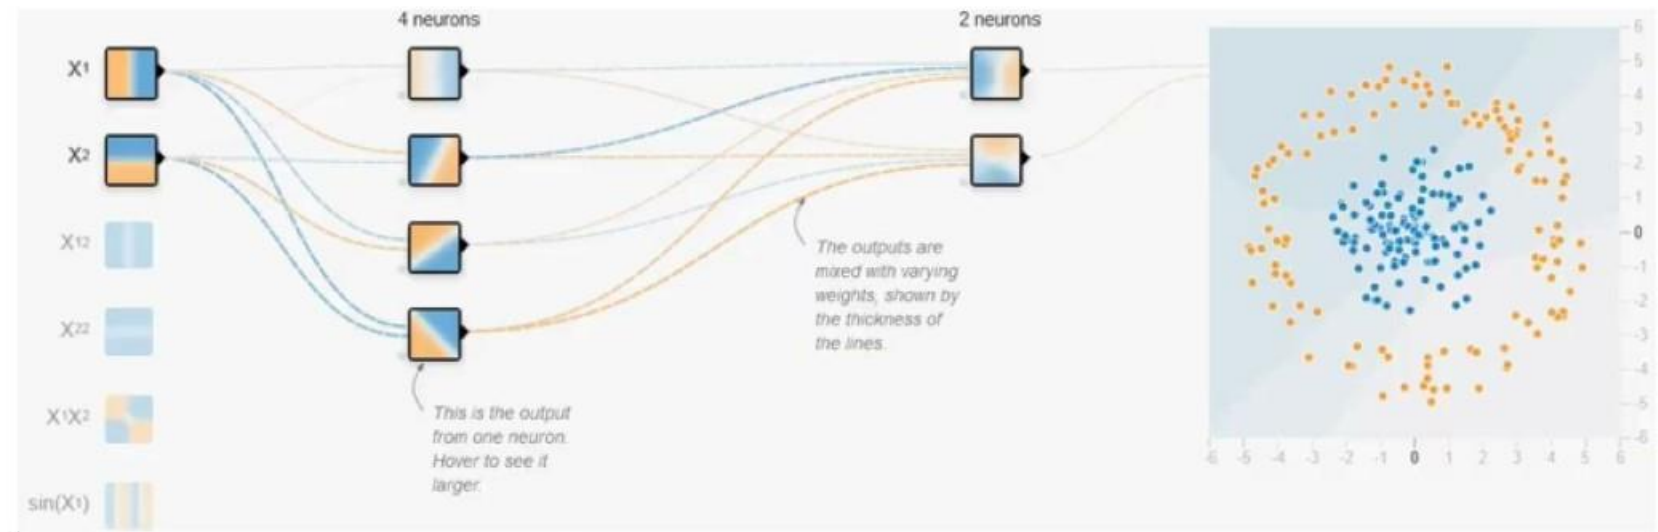 4 neurons
2 neurons
X1
X2
X12
X22
X1X2
sin(X1)
This is the output
from one neuron.
Hover to see it
larger.
The outputs are
mixed with varying
weights, shown by
the thickness of
the lines.
6
5
4
3
2
1
0
-1
-2
-3
-4
-5
-6
-6 -5 -4 -3 -2 -1 0 1 2 3 4 5 6